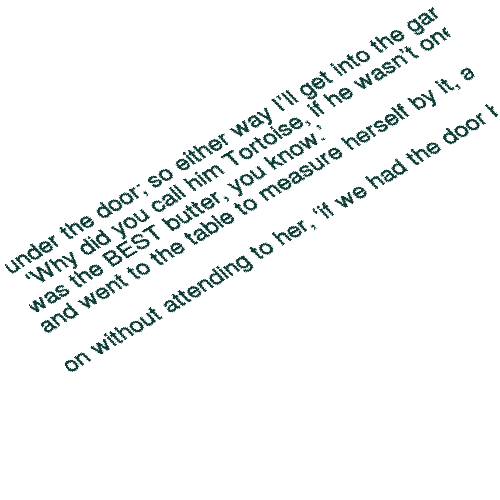 under the door; so either way I'll get into the gar
'Why did you call him Tortoise, if he wasn't one
was the BEST butter, you know.'
and went to the table to measure herself by it, a
on without attending to her, 'if we had the door